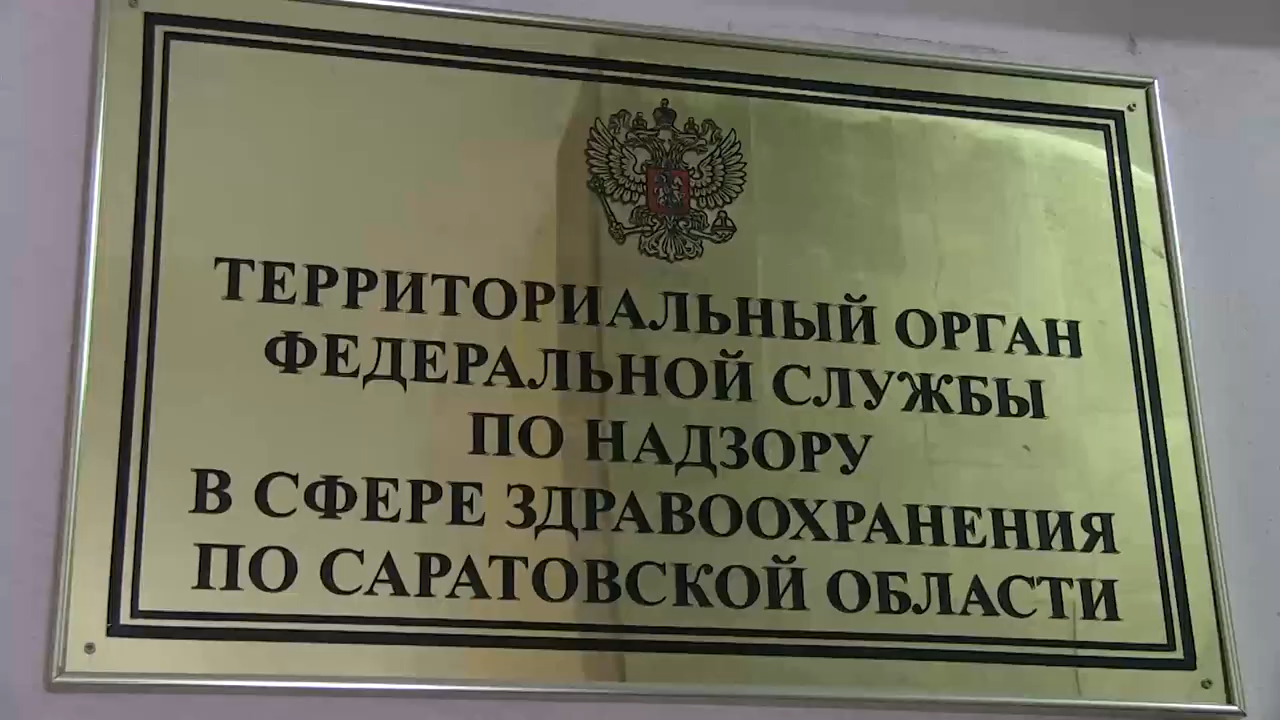 ТЕРРИТОРИАЛЬНЫЙ ОРГАН
ФЕДЕРАЛЬНОЙ СЛУЖБЫ
ПО НАДЗОРУ
В СФЕРЕ ЗДРАВООХРАНЕНИЯ
ПО САРАТОВСКОЙ ОБЛАСТИ